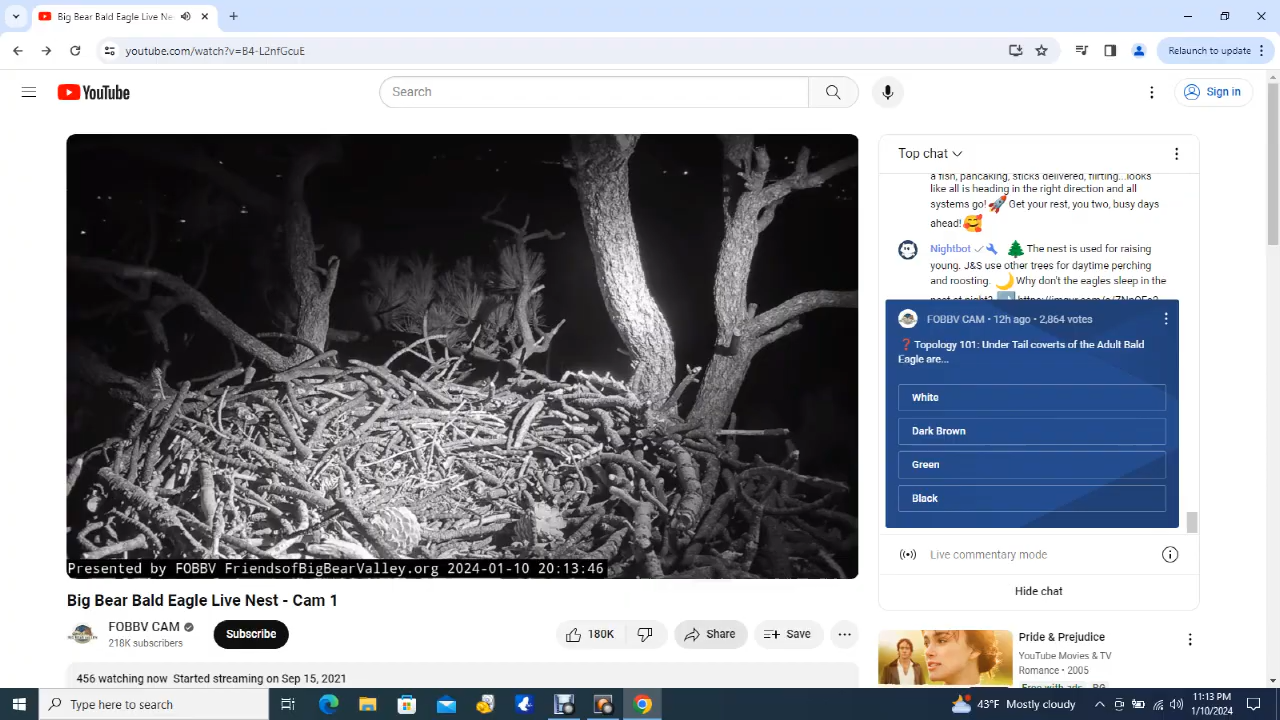 Big Bear Bald Eagle Live Ne
youtube.com/watch?v=B4-L2nfGcuE
Relaunch to update
YouTube
Search
Sign in
Presented by FOBBV FriendsofBigBearValley.org 2024-01-10 20:13:46
Big Bear Bald Eagle Live Nest - Cam 1
FOBBV CAM
218K subscribers
Subscribe
180K
Share
Save
456 watching now Started streaming on Sep 15, 2021
Top chat
a fish, pancaking, sticks delivered, flirting...looks
like all is heading in the right direction and all
systems go!🚀Get your rest, you two, busy days
ahead!🥰
Nightbot 🌲The nest is used for raising
young. J&S use other trees for daytime perching
and roosting. 🌙Why don't the eagles sleep in the
FOBBV CAM • 12h ago • 2,864 votes
❓Topology 101: Under Tail coverts of the Adult Bald
Eagle are...
White
Dark Brown
Green
Black
Live commentary mode
Hide chat
Pride & Prejudice
YouTube Movies & TV
Romance • 2005
Free with ads PG
Type here to search
43°F Mostly cloudy
11:13 PM
1/10/2024